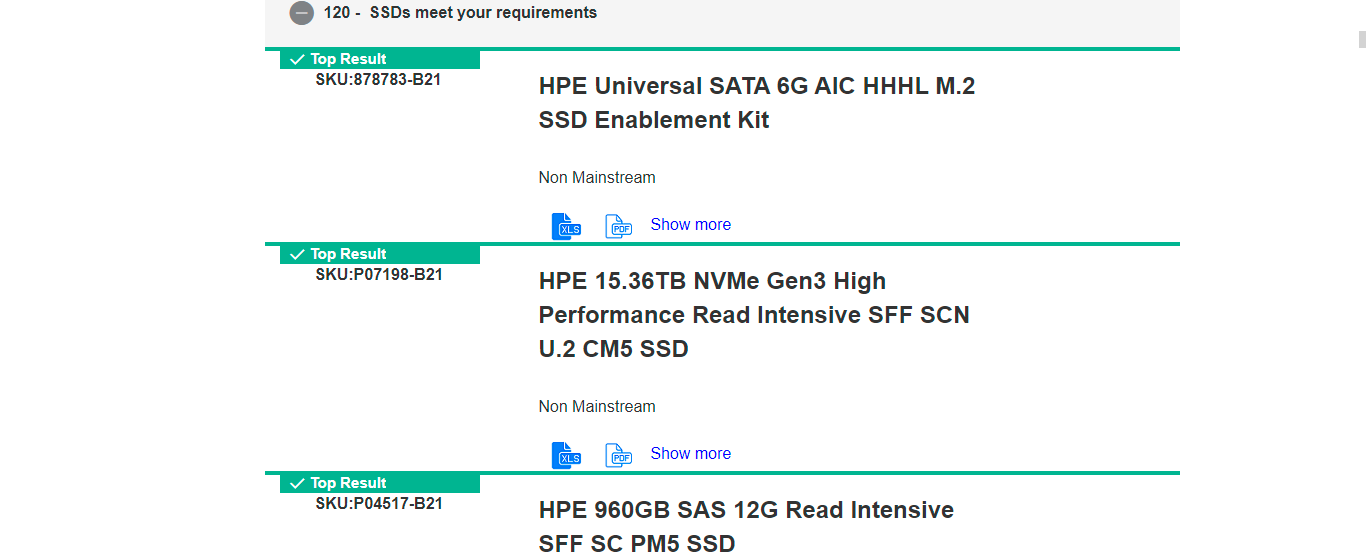 120 -  SSDs meet your requirements
Top Result
SKU:878783-B21
HPE Universal SATA 6G AIC HHHL M.2
SSD Enablement Kit
Non Mainstream
XLS PDF Show more
Top Result
SKU:P07198-B21
HPE 15.36TB NVMe Gen3 High
Performance Read Intensive SFF SCN
U.2 CM5 SSD
Non Mainstream
XLS PDF Show more
Top Result
SKU:P04517-B21
HPE 960GB SAS 12G Read Intensive
SFF SC PM5 SSD